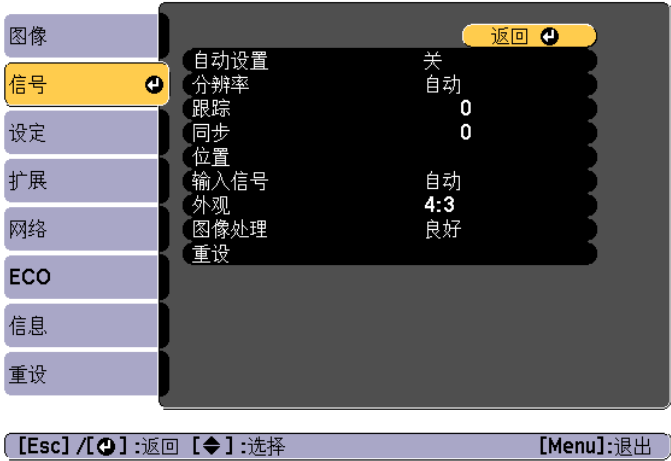 图像
信号
设定
扩展
网络
ECO
信息
重设
返回
自动设置 关
分辨率 自动
跟踪 0
同步 0
位置
输入信号 自动
外观 4:3
图像处理 良好
重设
[Esc] /[⏎] :返回 [◆] :选择 [Menu]:退出